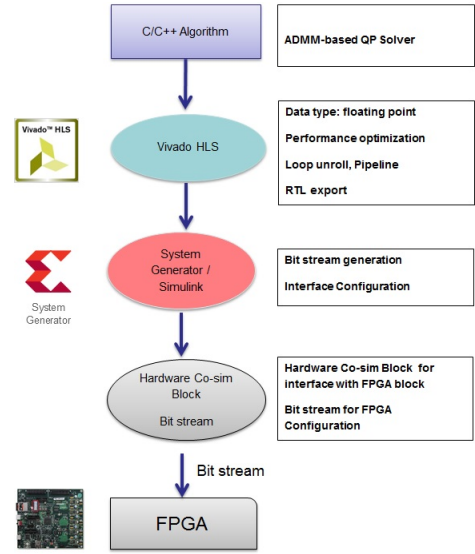 C/C++ Algorithm
ADMM-based QP Solver
Vivado™ HLS
Vivado HLS
Data type: floating point
Performance optimization
Loop unroll, Pipeline
RTL export
System
Generator
System
Generator /
Simulink
Bit stream generation
Interface Configuration
Hardware Co-sim
Block
Bit stream
Hardware Co-sim Block for
interface with FPGA block
Bit stream for FPGA
Configuration
Bit stream
FPGA